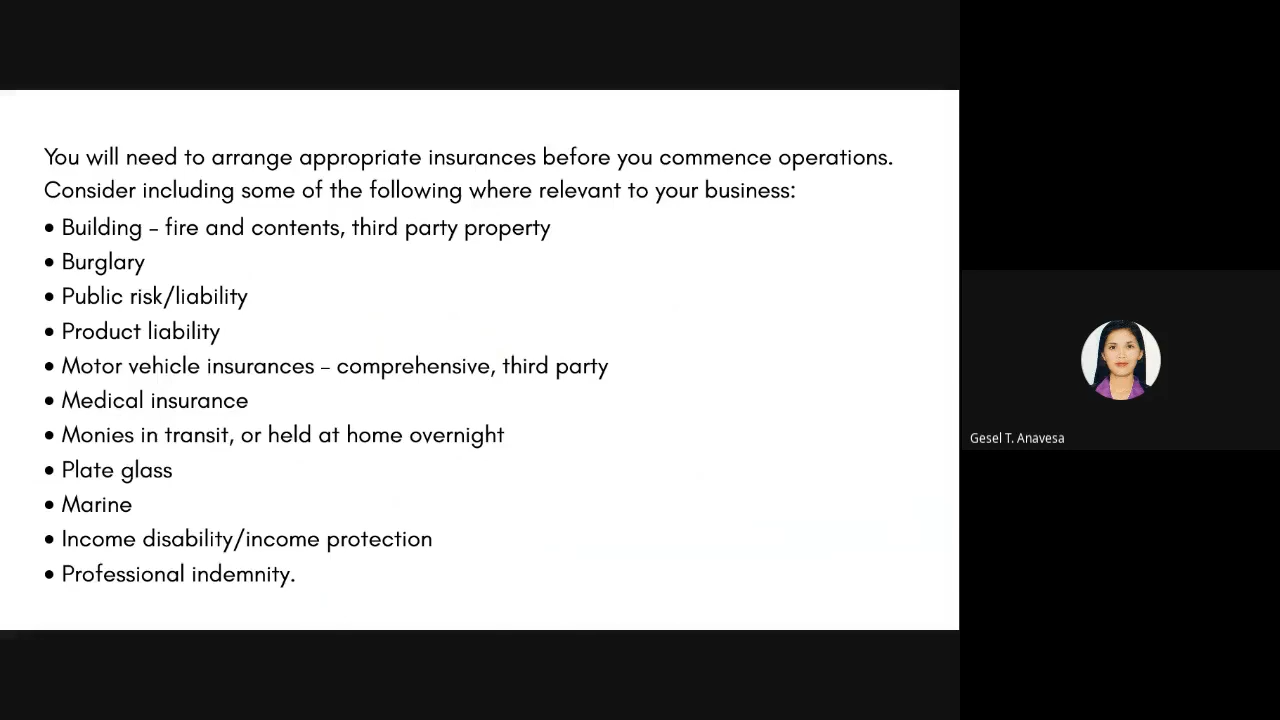 You will need to arrange appropriate insurances before you commence operations.
Consider including some of the following where relevant to your business:
• Building – fire and contents, third party property
• Burglary
• Public risk/liability
• Product liability
• Motor vehicle insurances – comprehensive, third party
• Medical insurance
• Monies in transit, or held at home overnight
• Plate glass
• Marine
• Income disability/income protection
• Professional indemnity.
Gesel T. Anavesa